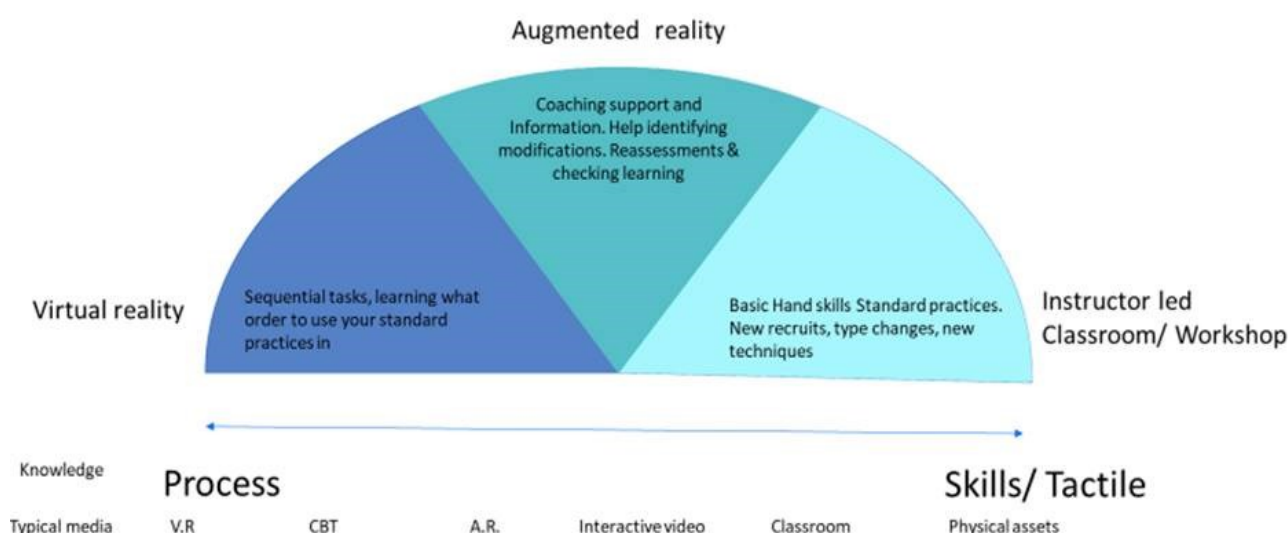 Augmented reality
Coaching support and
Information. Help identifying
modifications. Reassessments &
checking learning
Virtual reality
Sequential tasks, learning what
order to use your standard
practices in
Basic Hand skills Standard practices.
New recruits, type changes, new
techniques
Instructor led
Classroom/ Workshop
Knowledge
Process
Skills/ Tactile
Typical media
V.R
CBT
A.R.
Interactive video
Classroom
Physical assets